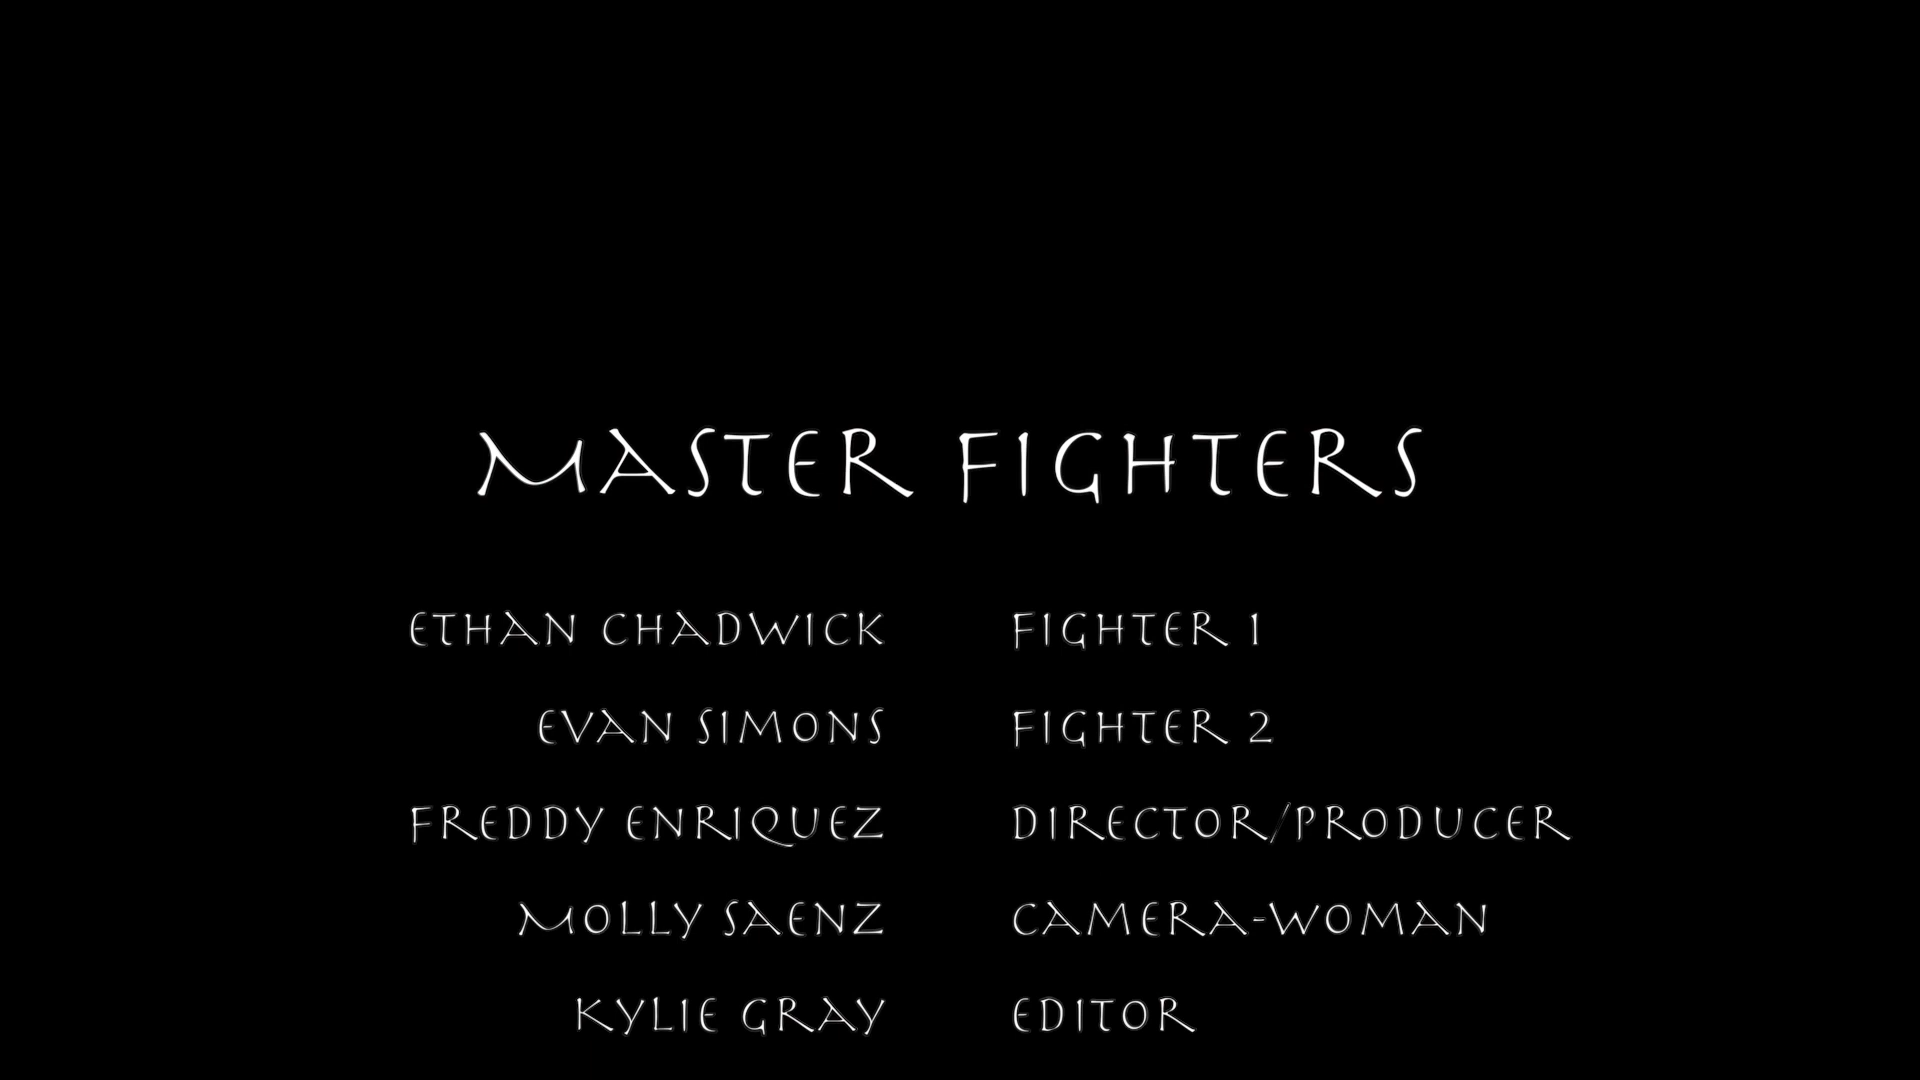 Master Fighters
Ethan Chadwick Fighter 1
Evan Simons Fighter 2
Freddy Enriquez Director/Producer
Molly Saenz Camera-Woman
Kylie Gray Editor